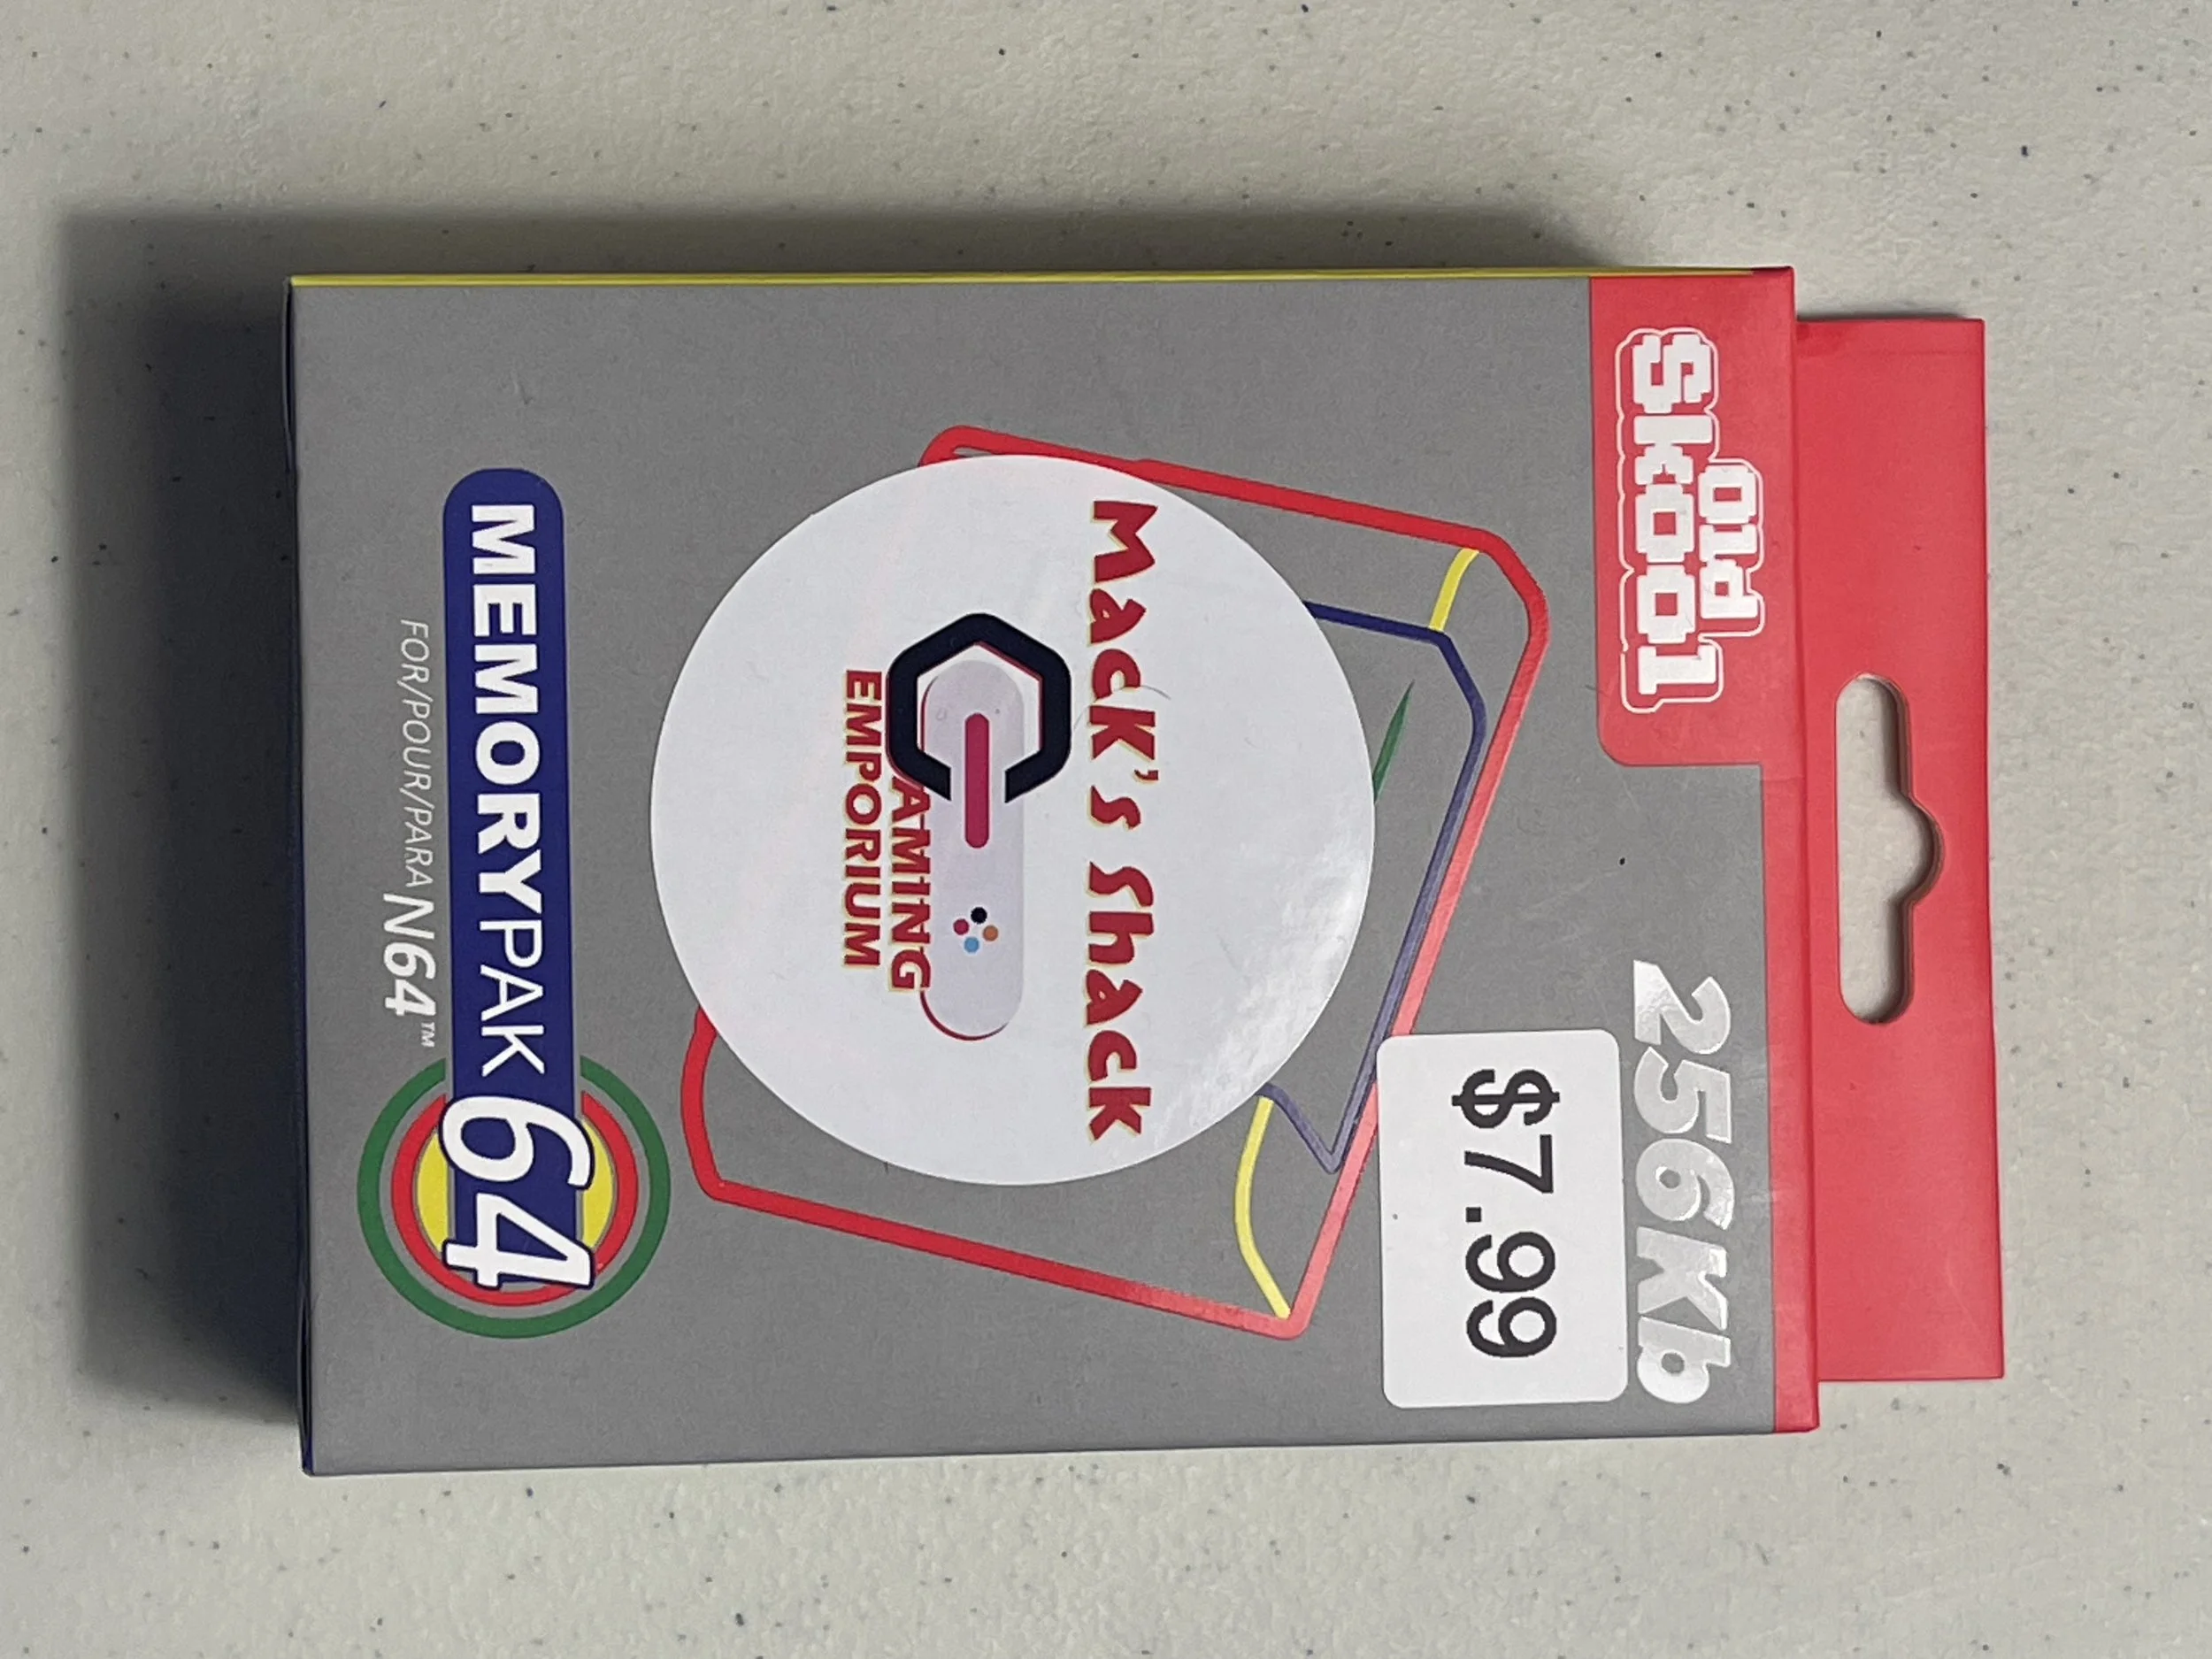 Old
Skool
256Kb
$7.99
Mack's Shack
GAMING
EMPORIUM
MEMORYPAK 64
FOR/POUR/PARA N64™